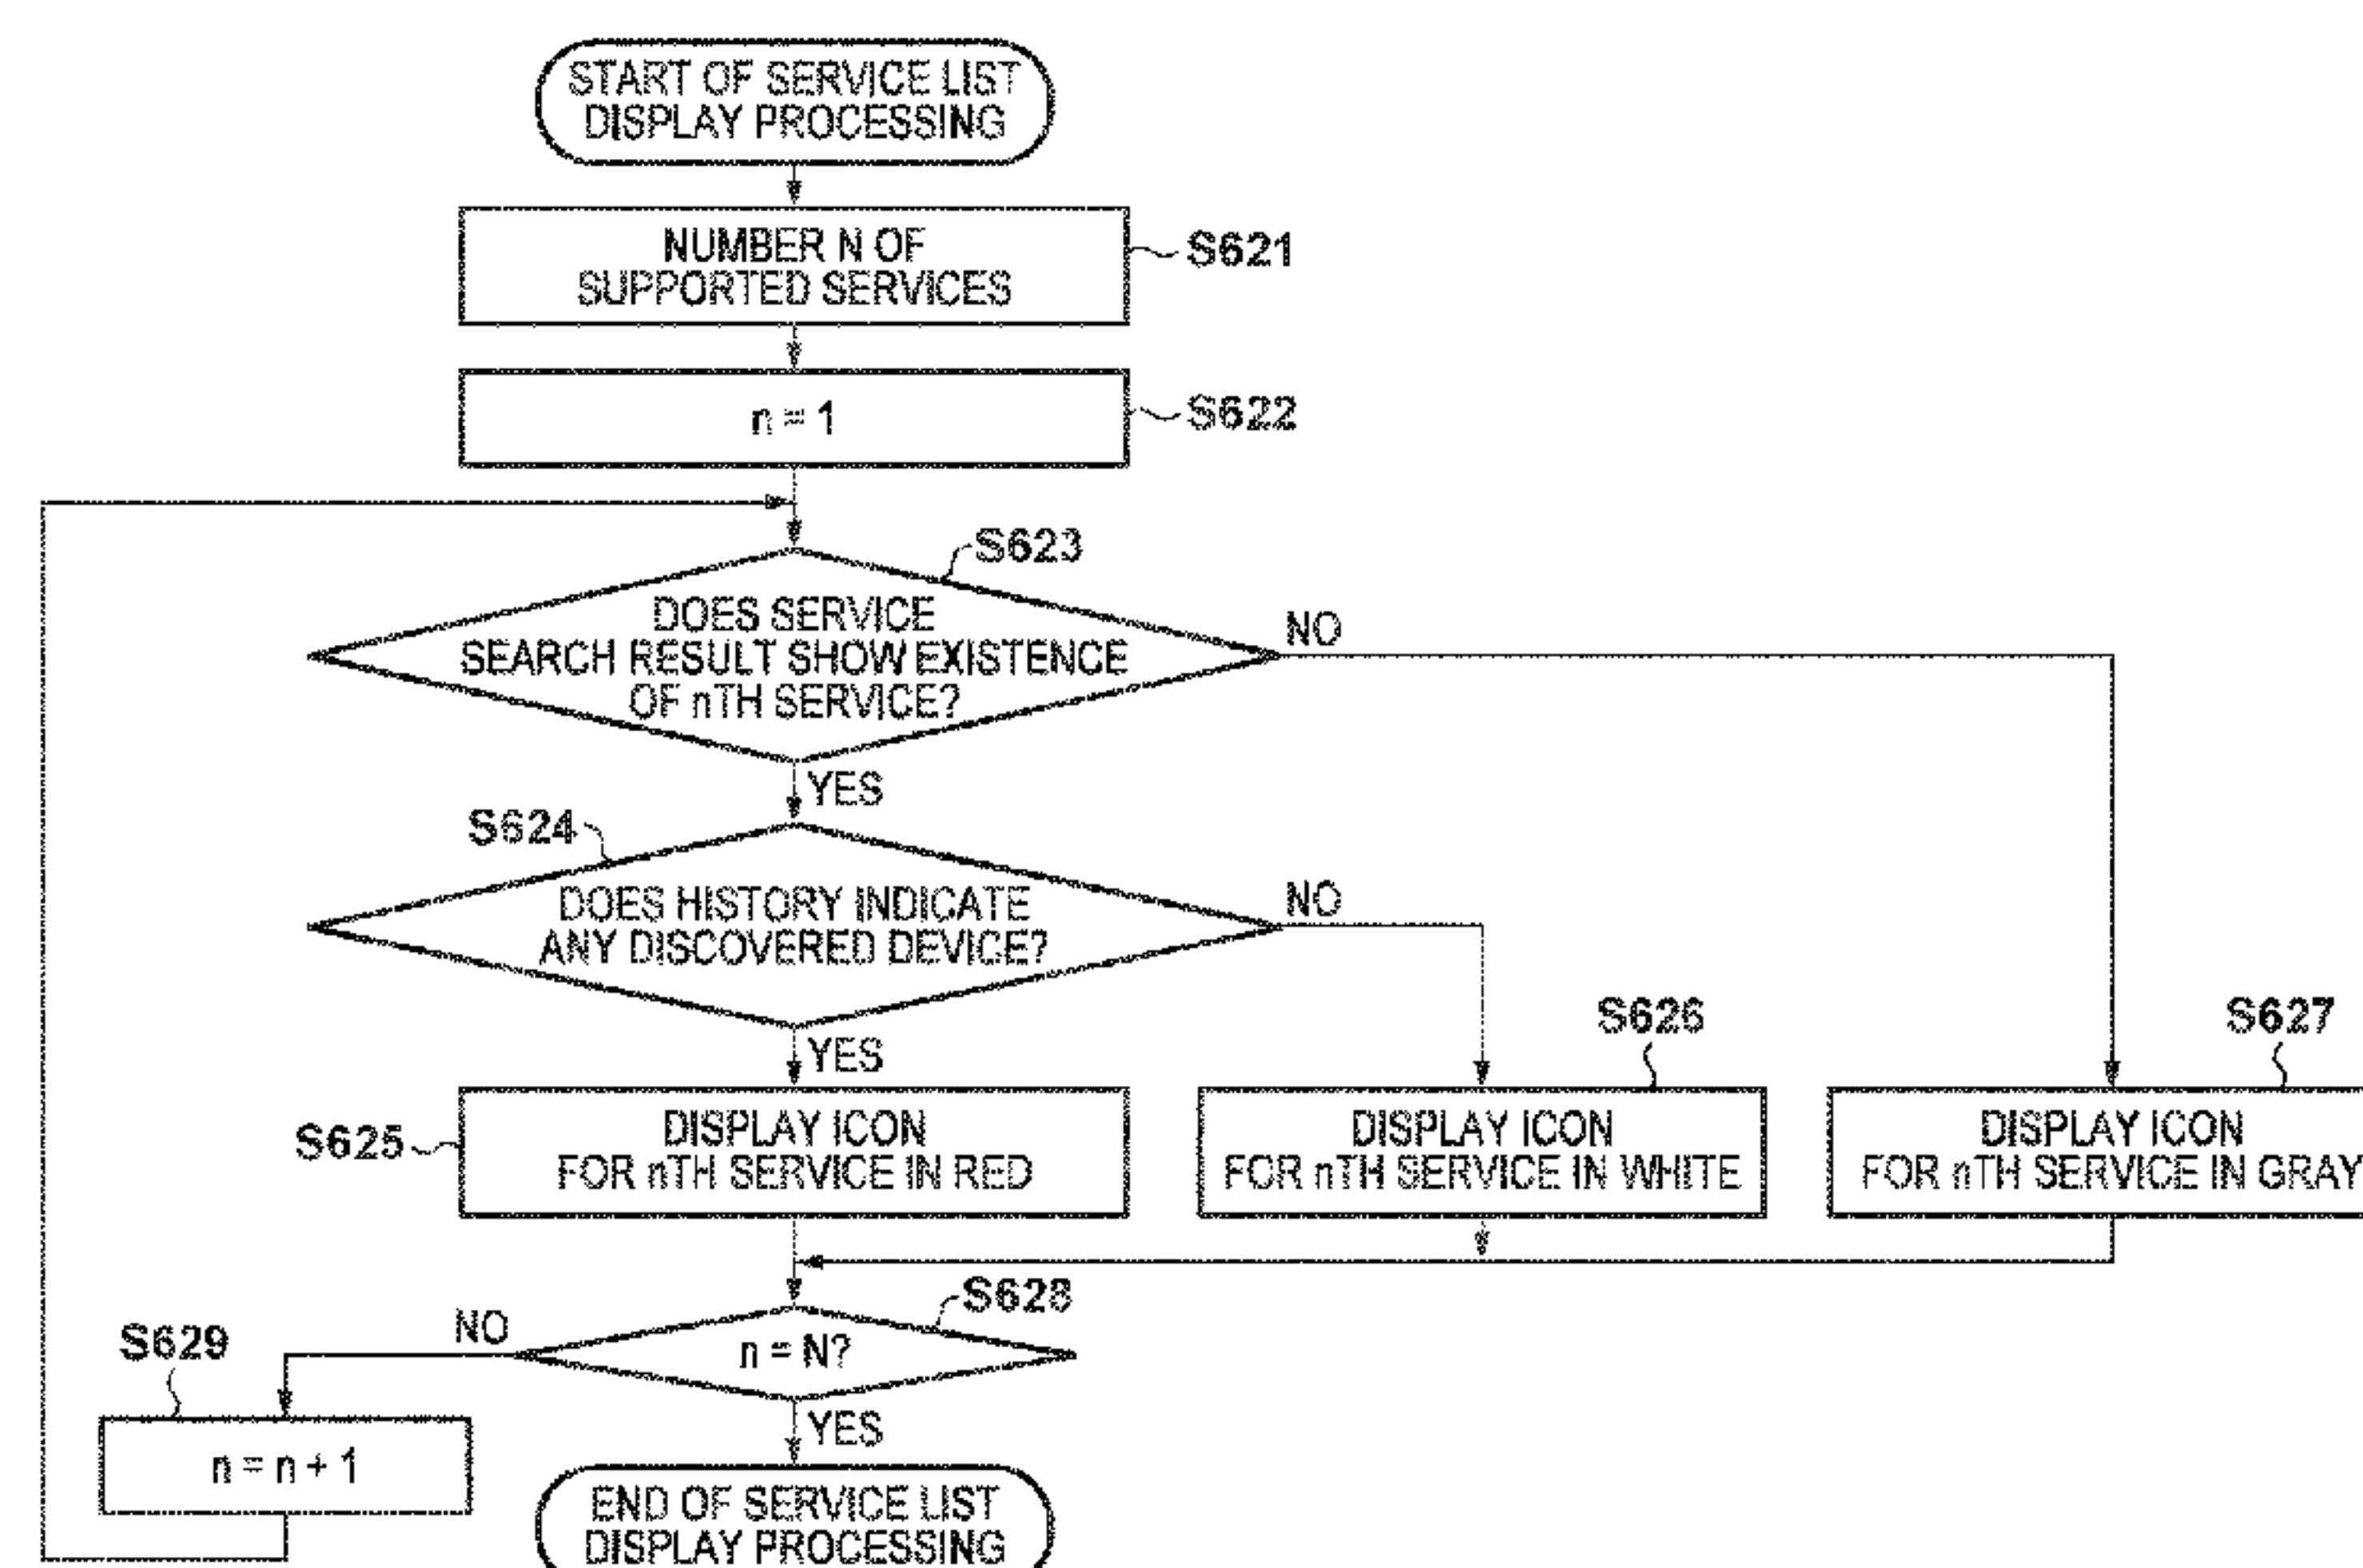 START OF SERVICE LIST
DISPLAY PROCESSING
NUMBER N OF
SUPPORTED SERVICES
S621
n = 1
S622
S623
DOES SERVICE
SEARCH RESULT SHOW EXISTENCE
OF nTH SERVICE?
NO
YES
S624
DOES HISTORY INDICATE
ANY DISCOVERED DEVICE?
NO
YES
S625
DISPLAY ICON
FOR nTH SERVICE IN RED
S626
DISPLAY ICON
FOR nTH SERVICE IN WHITE
S627
DISPLAY ICON
FOR nTH SERVICE IN GRAY
S628
n = N?
NO
YES
S629
n = n + 1
END OF SERVICE LIST
DISPLAY PROCESSING